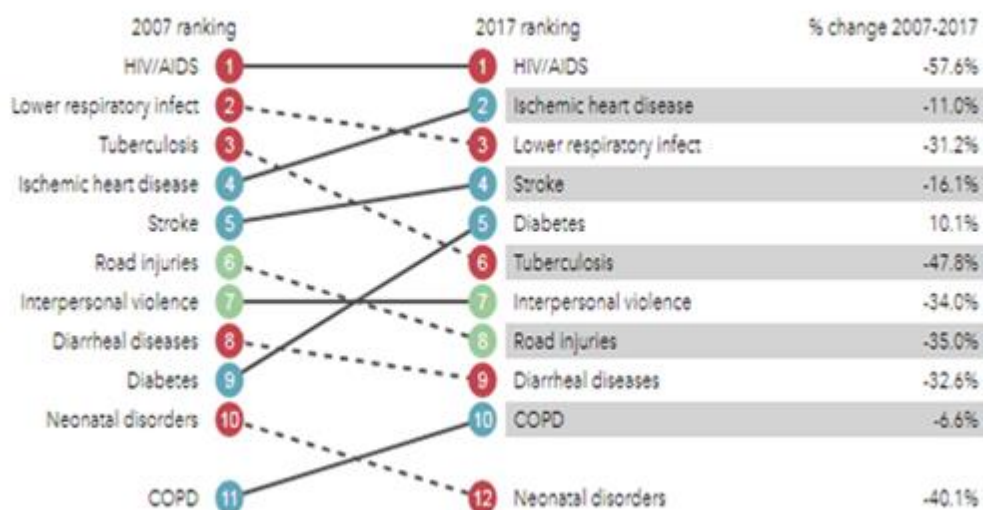 2007 ranking 2017 ranking % change 2007-2017
HIV/AIDS 1 1 HIV/AIDS -57.6%
Lower respiratory infect 2 2 Ischemic heart disease -11.0%
Tuberculosis 3 3 Lower respiratory infect -31.2%
Ischemic heart disease 4 4 Stroke -16.1%
Stroke 5 5 Diabetes 10.1%
Road injuries 6 6 Tuberculosis -47.8%
Interpersonal violence 7 7 Interpersonal violence -34.0%
Diarrheal diseases 8 8 Road injuries -35.0%
Diabetes 9 9 Diarrheal diseases -32.6%
Neonatal disorders 10 10 COPD -6.6%
COPD 11 12 Neonatal disorders -40.1%